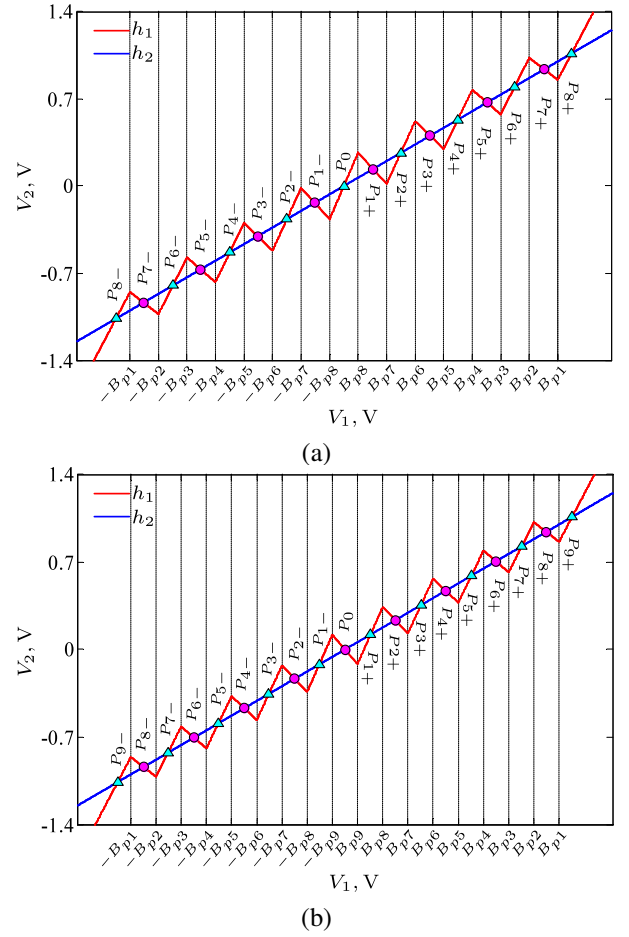 1.4
h1
h2
0.7
0
-0.7
-1.4
V2, V
P8−
P7−
P6−
P5−
P4−
P3−
P2−
P1−
P0
P1+
P2+
P3+
P4+
P5+
P6+
P7+
P8+
−Bp1
−Bp2
−Bp3
−Bp4
−Bp5
−Bp6
−Bp7
−Bp8
Bp8
Bp7
Bp6
Bp5
Bp4
Bp3
Bp2
Bp1
V1, V
(a)
1.4
h1
h2
0.7
0
-0.7
-1.4
V2, V
P9−
P8−
P7−
P6−
P5−
P4−
P3−
P2−
P1−
P0
P1+
P2+
P3+
P4+
P5+
P6+
P7+
P8+
P9+
−Bp1
−Bp2
−Bp3
−Bp4
−Bp5
−Bp6
−Bp7
−Bp8
−Bp9
Bp9
Bp8
Bp7
Bp6
Bp5
Bp4
Bp3
Bp2
Bp1
V1, V
(b)